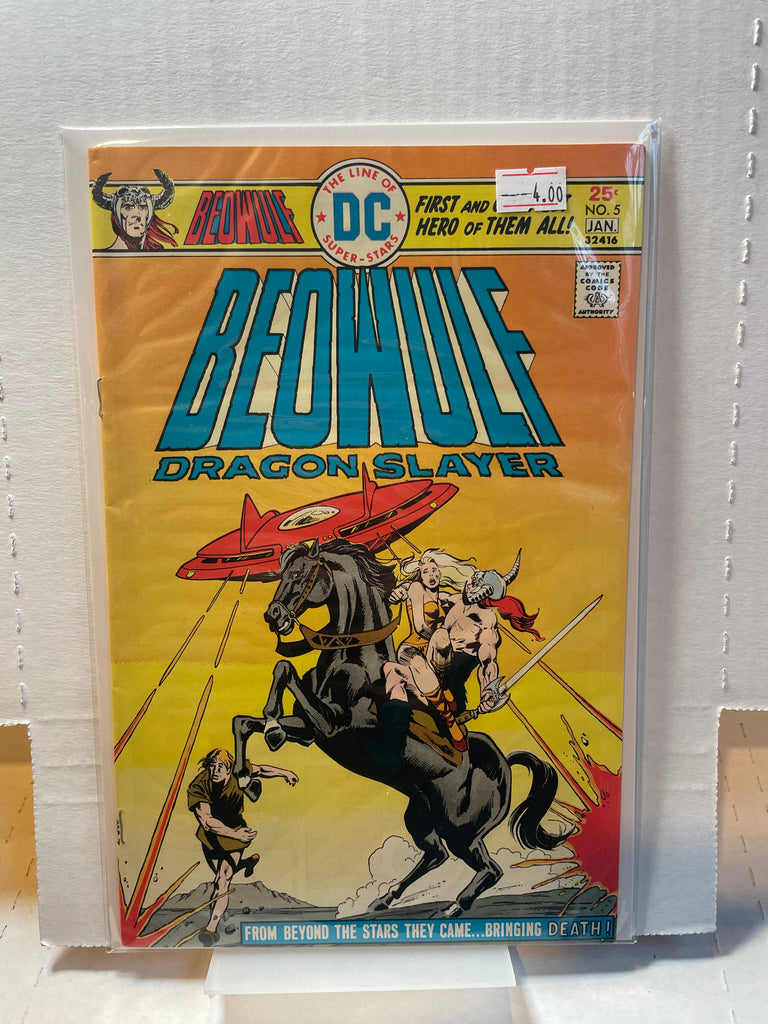 BEOWULF
THE LINE OF
DC
SUPER-STARS
FIRST AND
HERO OF THEM ALL!
4.00
25¢
NO. 5
JAN.
32416
APPROVED
BY THE
COMICS
CODE
CA
AUTHORITY
BEOWULF
DRAGON SLAYER
FROM BEYOND THE STARS THEY CAME...BRINGING DEATH!